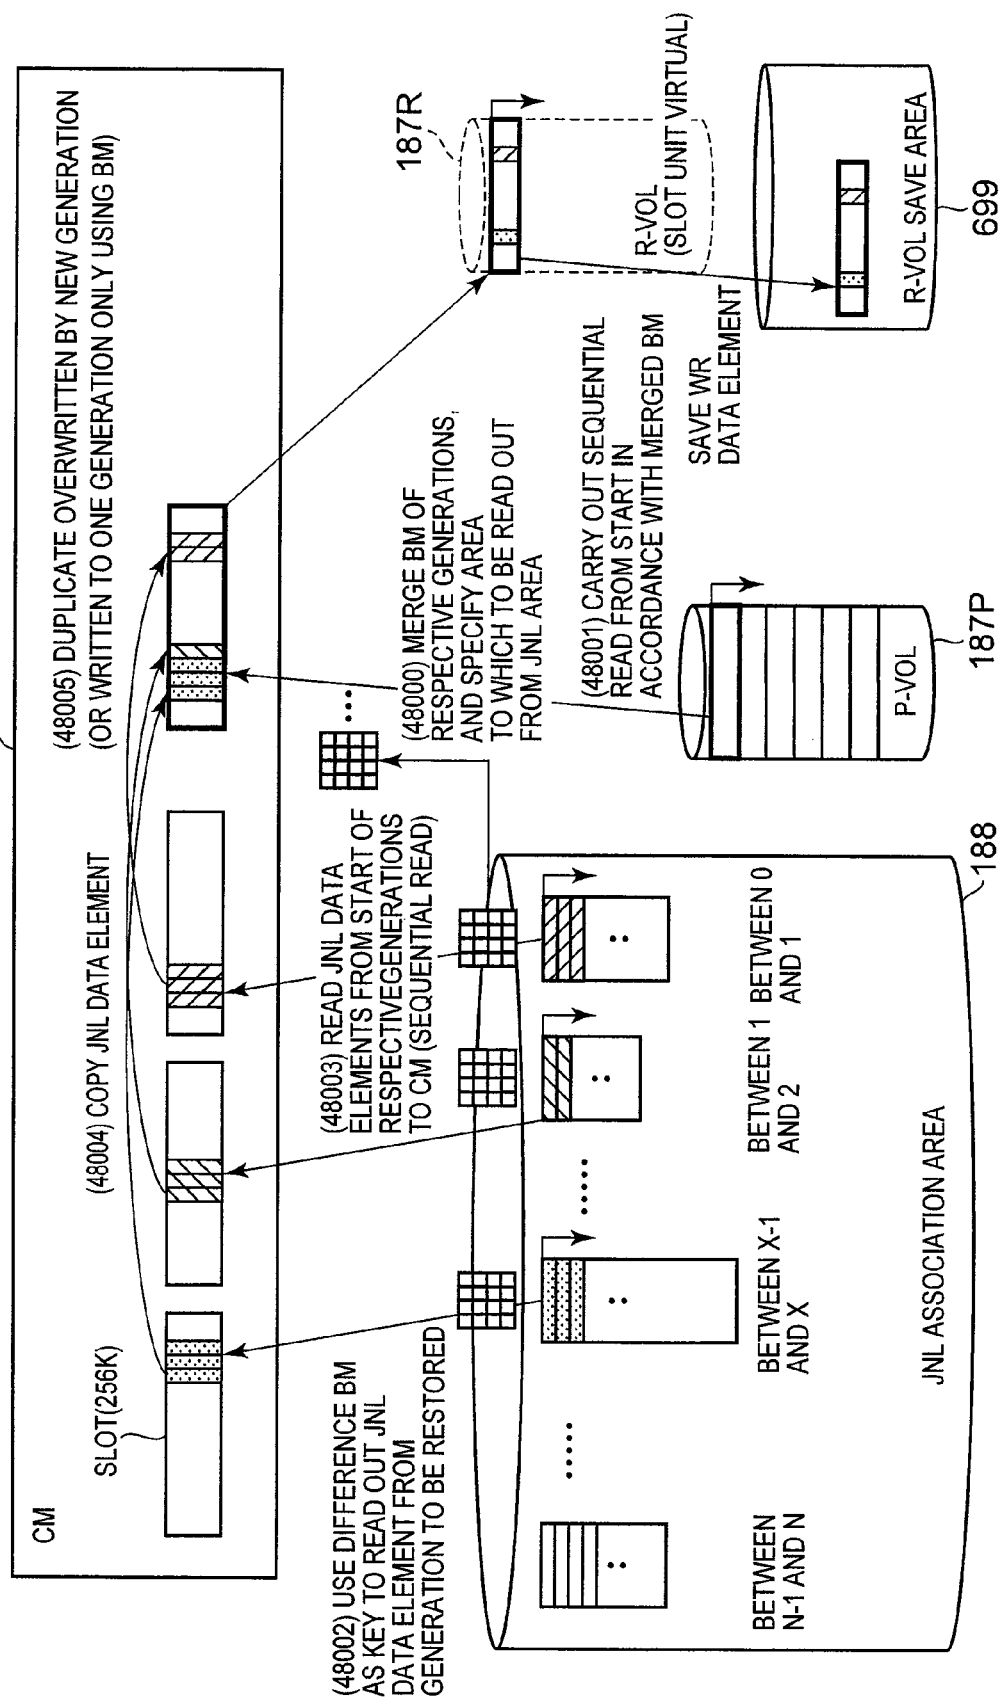 CM
SLOT(256K)
(48004) COPY JNL DATA ELEMENT
(48005) DUPLICATE OVERWRITTEN BY NEW GENERATION
(OR WRITTEN TO ONE GENERATION ONLY USING BM)
(48002) USE DIFFERENCE BM
AS KEY TO READ OUT JNL
DATA ELEMENT FROM
GENERATION TO BE RESTORED
(48003) READ JNL DATA
ELEMENTS FROM START OF
RESPECTIVEGENERATIONS
TO CM (SEQUENTIAL READ)
(48000) MERGE BM OF
RESPECTIVE GENERATIONS,
AND SPECIFY AREA
TO WHICH TO BE READ OUT
FROM JNL AREA
187R
R-VOL
(SLOT UNIT VIRTUAL)
(48001) CARRY OUT SEQUENTIAL
READ FROM START IN
ACCORDANCE WITH MERGED BM
SAVE WR
DATA ELEMENT
BETWEEN
N-1 AND N
BETWEEN X-1
AND X
BETWEEN 1
AND 2
BETWEEN 0
AND 1
JNL ASSOCIATION AREA
188
P-VOL
187P
R-VOL SAVE AREA
699